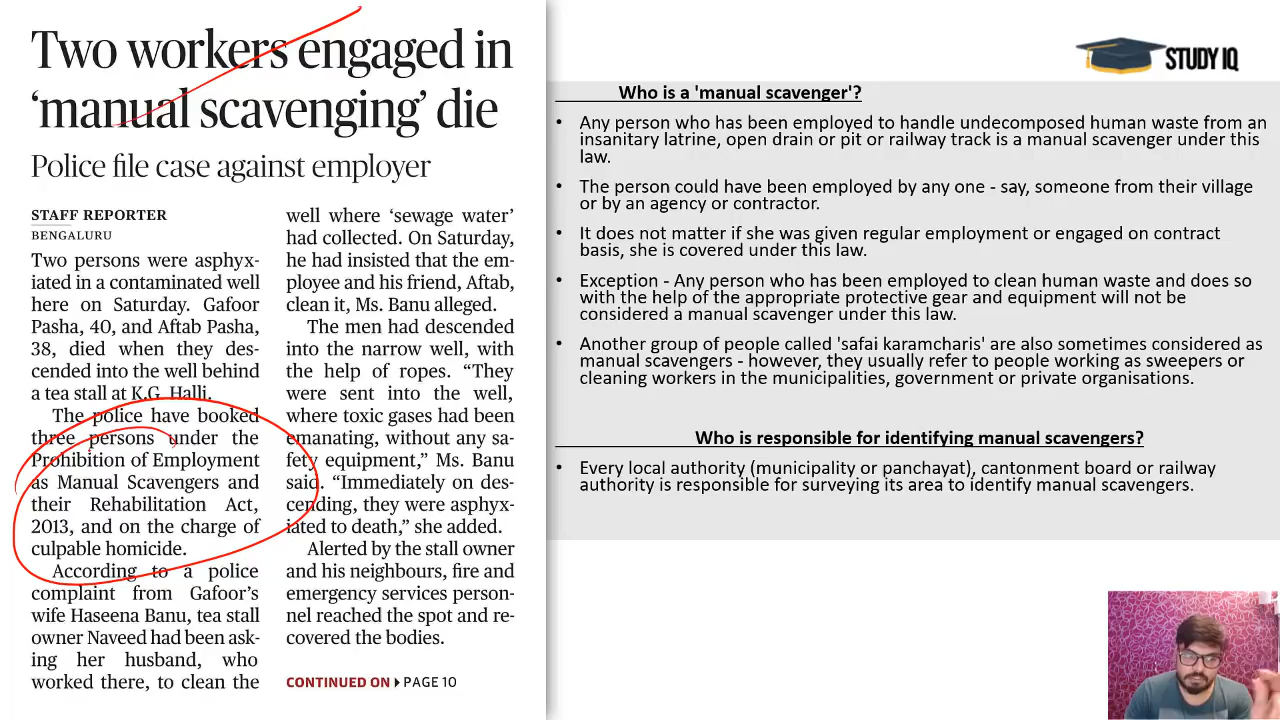 Two workers engaged in
‘manual scavenging’ die
Police file case against employer
STAFF REPORTER
BENGALURU
Two persons were asphyx-
iated in a contaminated well
here on Saturday. Gafoor
Pasha, 40, and Aftab Pasha,
38, died when they des-
cended into the well behind
a tea stall at K.G. Halli.
The police have booked
three persons under the
Prohibition of Employment
as Manual Scavengers and
their Rehabilitation Act,
2013, and on the charge of
culpable homicide.
According to a police
complaint from Gafoor’s
wife Haseena Banu, tea stall
owner Naveed had been ask-
ing her husband, who
worked there, to clean the
well where ‘sewage water’
had collected. On Saturday,
he had insisted that the em-
ployee and his friend, Aftab,
clean it, Ms. Banu alleged.
The men had descended
into the narrow well, with
the help of ropes. “They
were sent into the well,
where toxic gases had been
emanating, without any sa-
fety equipment,” Ms. Banu
said. “Immediately on des-
cending, they were asphyx-
iated to death,” she added.
Alerted by the stall owner
and his neighbours, fire and
emergency services person-
nel reached the spot and re-
covered the bodies.
CONTINUED ON PAGE 10
STUDY IQ
Who is a 'manual scavenger'?
• Any person who has been employed to handle undecomposed human waste from an
insanitary latrine, open drain or pit or railway track is a manual scavenger under this
law.
• The person could have been employed by any one - say, someone from their village
or by an agency or contractor.
• It does not matter if she was given regular employment or engaged on contract
basis, she is covered under this law.
• Exception - Any person who has been employed to clean human waste and does so
with the help of the appropriate protective gear and equipment will not be
considered a manual scavenger under this law.
• Another group of people called 'safai karamcharis' are also sometimes considered as
manual scavengers - however, they usually refer to people working as sweepers or
cleaning workers in the municipalities, government or private organisations.
Who is responsible for identifying manual scavengers?
• Every local authority (municipality or panchayat), cantonment board or railway
authority is responsible for surveying its area to identify manual scavengers.